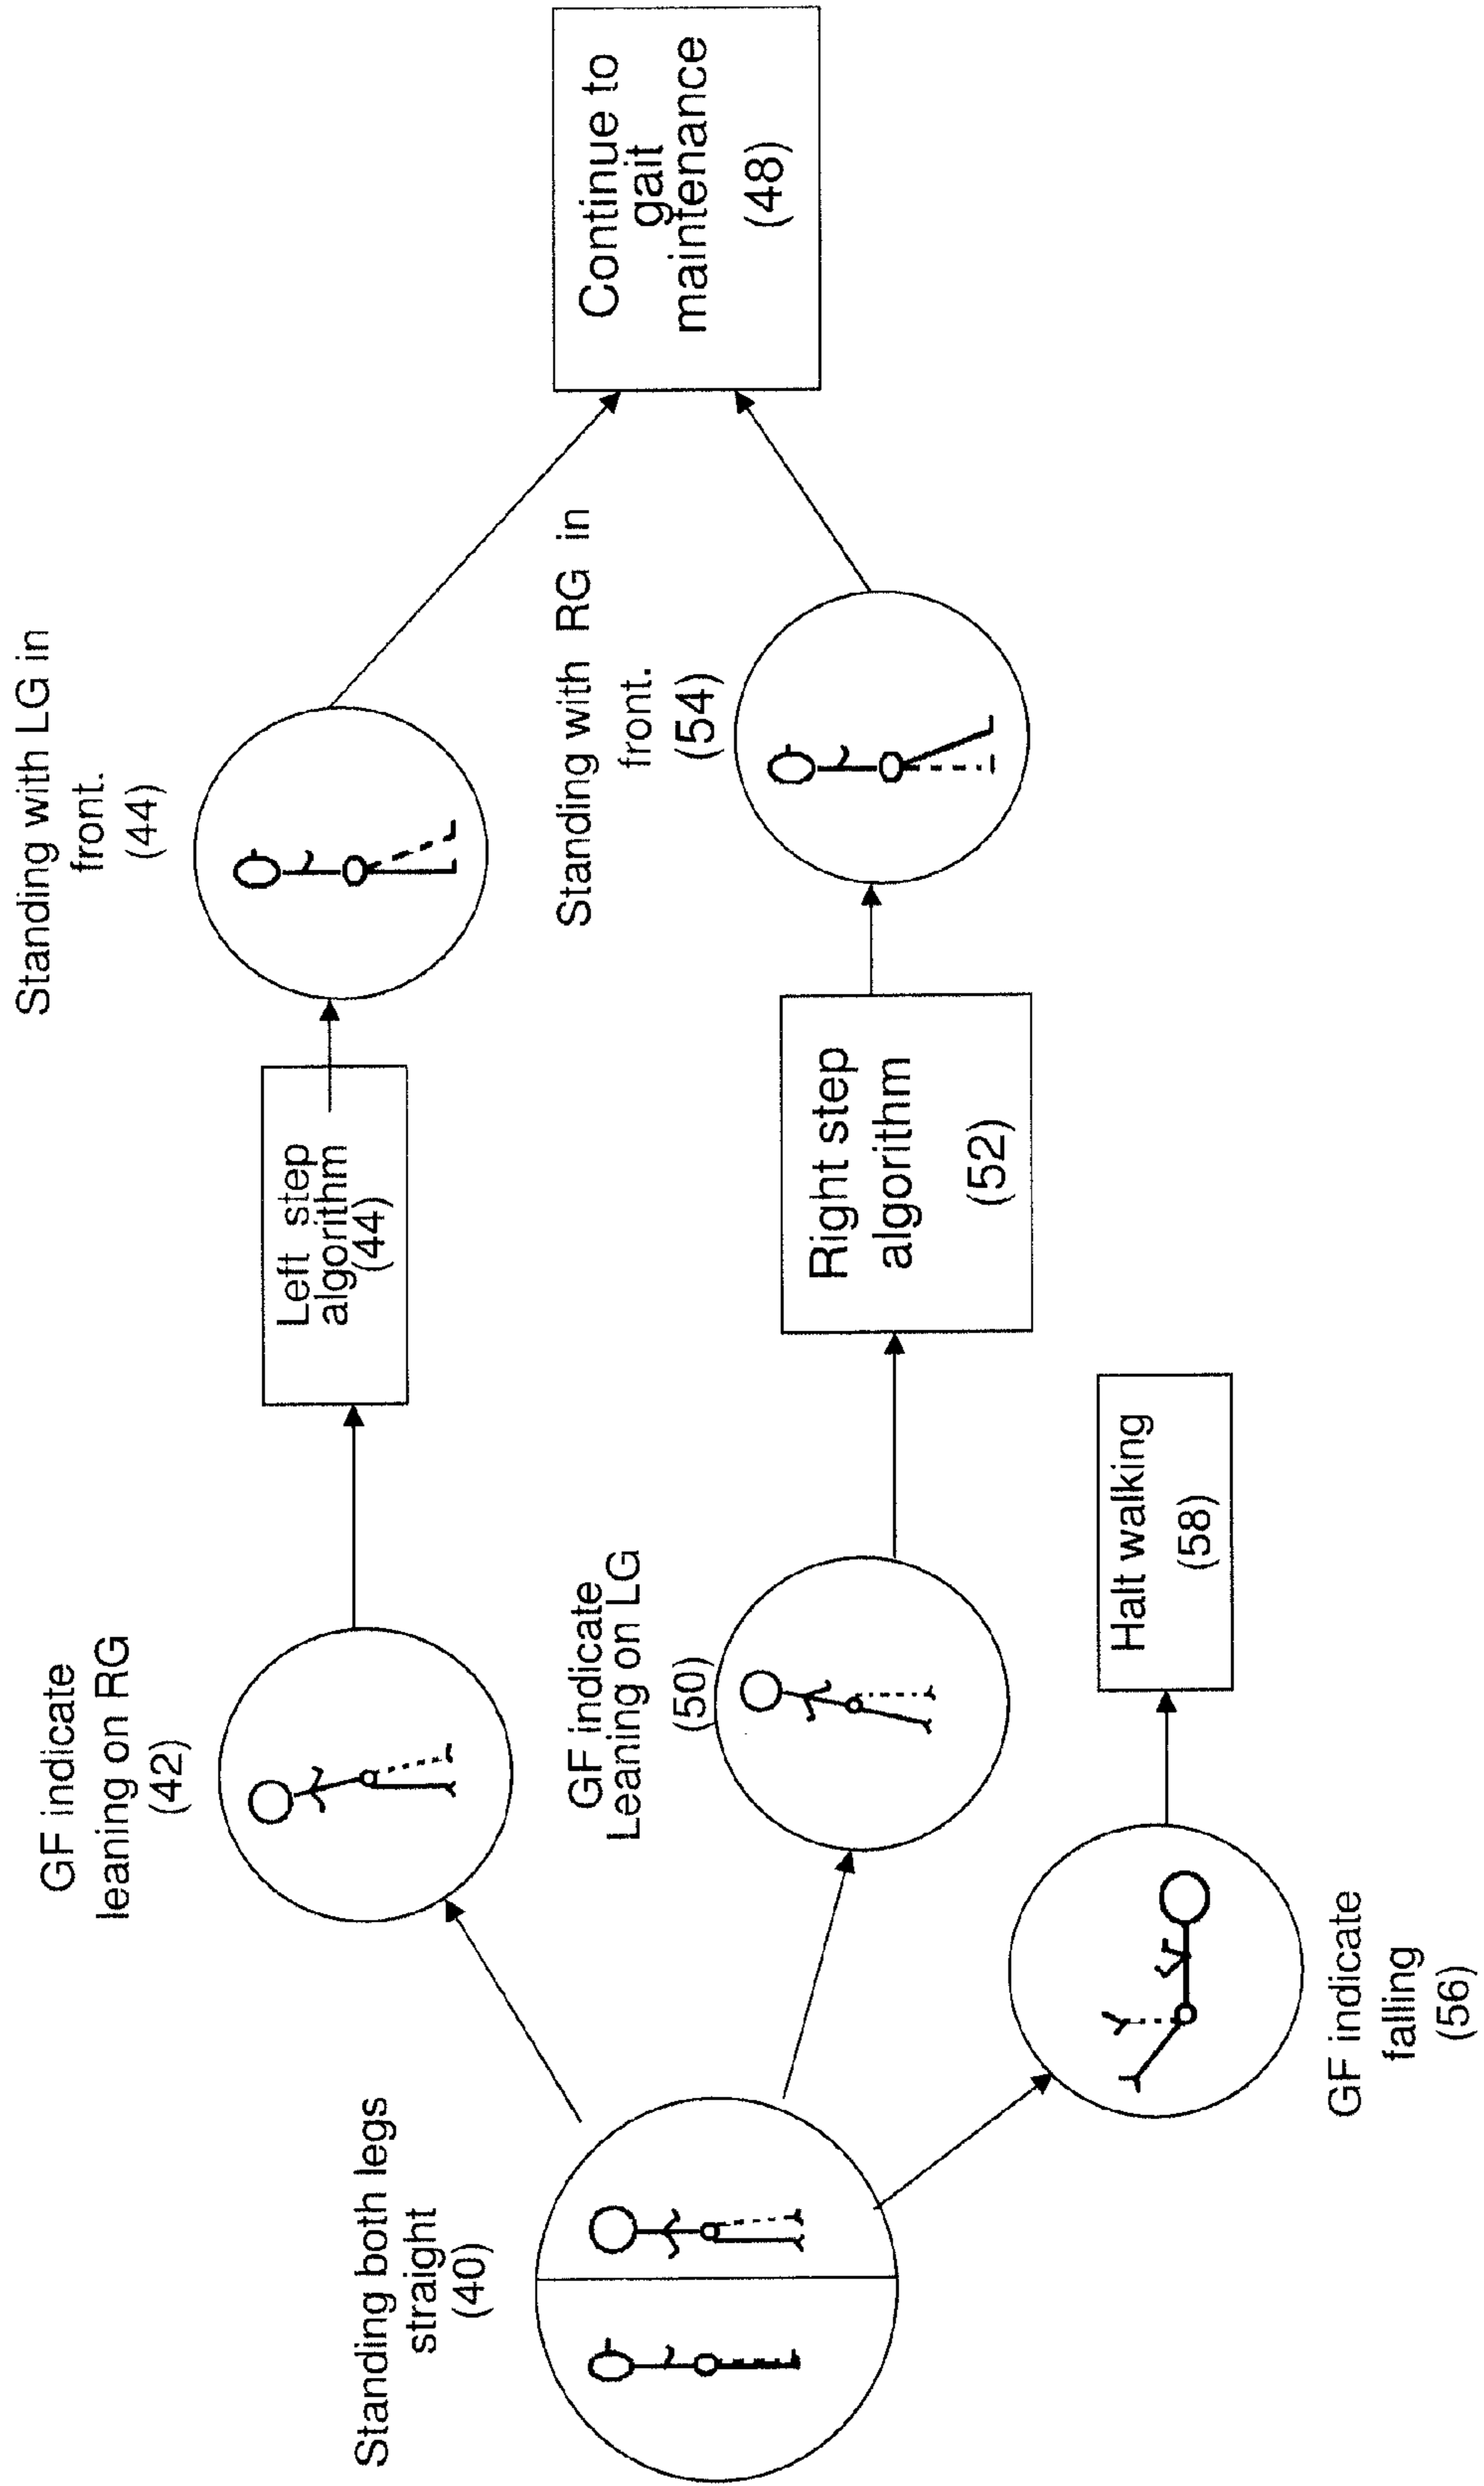 Standing both legs
straight
(40)
GF indicate
leaning on RG
(42)
Left step
algorithm
(44)
Standing with LG in
front.
(44)
GF indicate
Leaning on LG
(50)
Right step
algorithm
(52)
Standing with RG in
front.
(54)
Continue to
gait
maintenance
(48)
GF indicate
falling
(56)
Halt walking
(58)